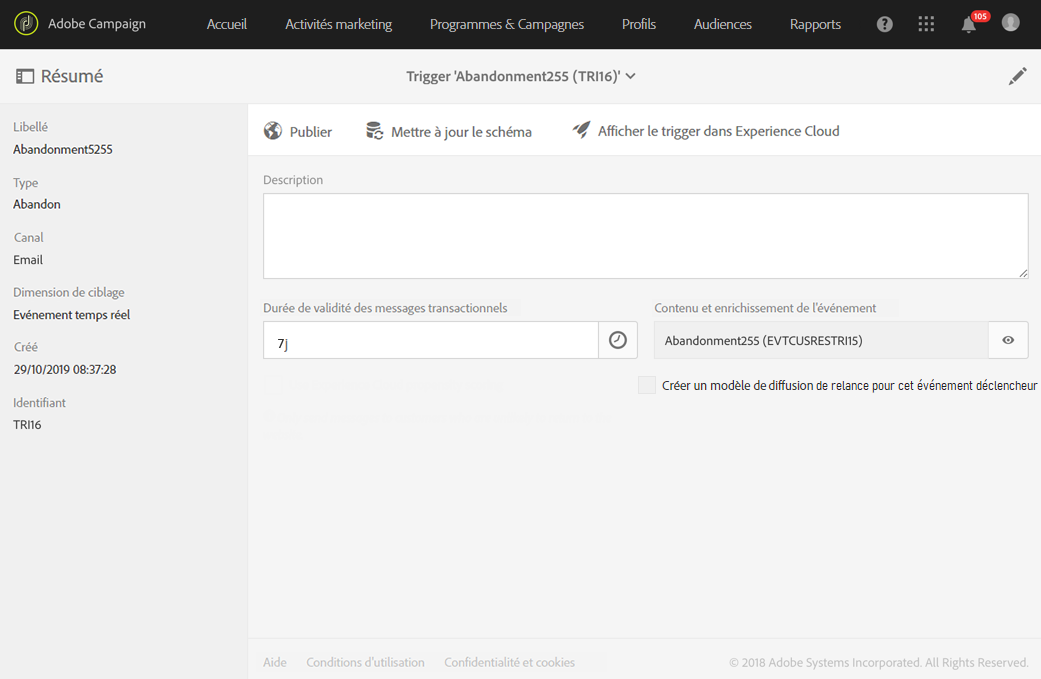 Adobe Campaign Accueil Activités marketing Programmes & Campagnes Profils Audiences Rapports ? 105
Résumé Trigger 'Abandonment255 (TRI16)'
Libellé
Abandonment5255
Type
Abandon
Canal
Email
Dimension de ciblage
Evénement temps réel
Créé
29/10/2019 08:37:28
Identifiant
TRI16
Publier Mettre à jour le schéma Afficher le trigger dans Experience Cloud
Description
Durée de validité des messages transactionnels Contenu et enrichissement de l'événement
7j Abandonment255 (EVTCUSRESTRI15)
Créer un modèle de diffusion de relance pour cet événement déclencheur
Aide Conditions d'utilisation Confidentialité et cookies © 2018 Adobe Systems Incorporated. All Rights Reserved.